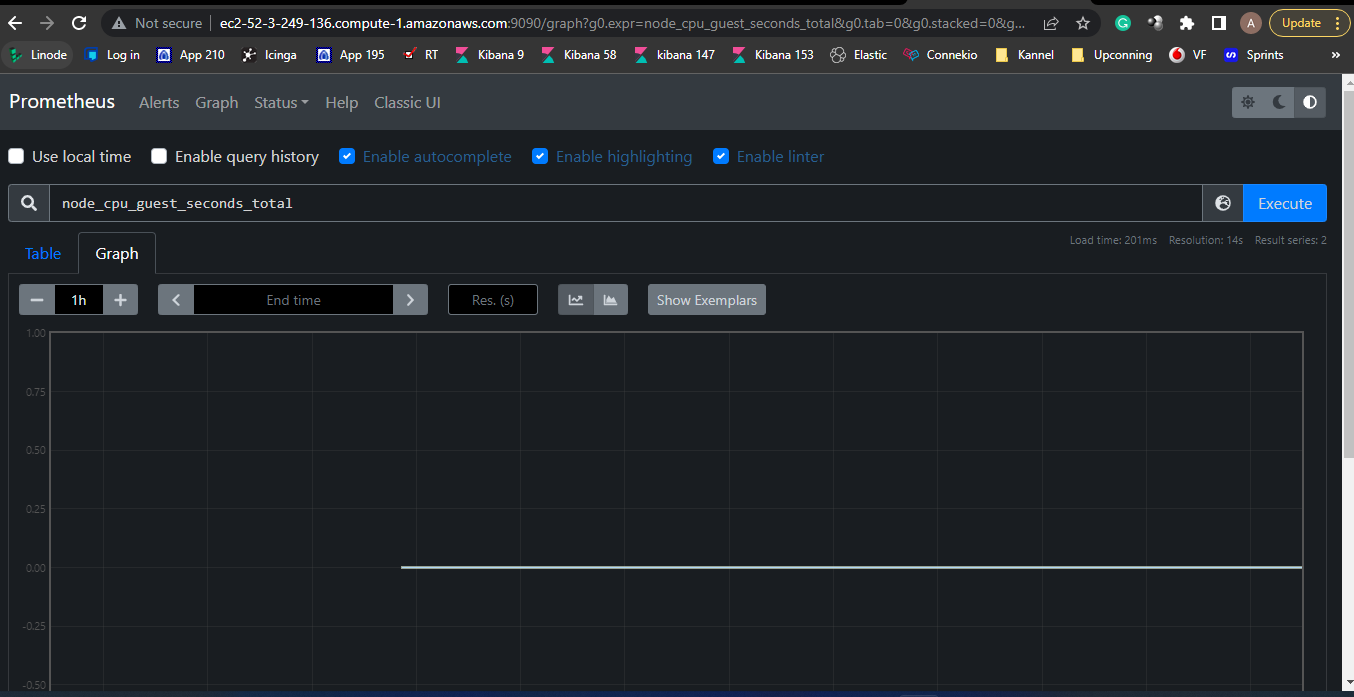 Not secure ec2-52-3-249-136.compute-1.amazonaws.com:9090/graph?g0.expr=node_cpu_guest_seconds_total&g0.tab=0&g0.stacked=0&g... G A Update
Linode Log in App 210 Icinga App 195 RT Kibana 9 Kibana 58 kibana 147 Kibana 153 Elastic Connekio Kannel Upconning VF Sprints »
Prometheus Alerts Graph Status Help Classic UI
Use local time Enable query history Enable autocomplete Enable highlighting Enable linter
node_cpu_guest_seconds_total Execute
Load time: 201ms Resolution: 14s Result series: 2
Table Graph
1h End time Res. (s) Show Exemplars
1.00
0.75
0.50
0.25
0.00
-0.25
-0.50